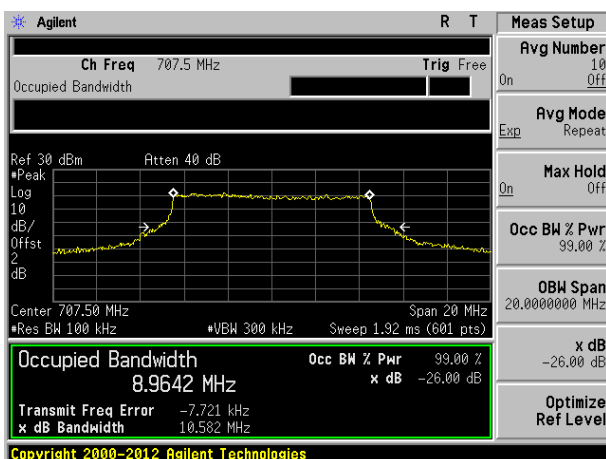 Agilent R T Meas Setup
Ch Freq 707.5 MHz Trig Free
Occupied Bandwidth
Avg Number
10
On Off
Avg Mode
Exp Repeat
Max Hold
On Off
Occ BW % Pwr
99.00 %
OBW Span
20.0000000 MHz
x dB
-26.00 dB
Optimize
Ref Level
Ref 30 dBm Atten 40 dB
#Peak
Log
10
dB/
Offst
2
dB
Center 707.50 MHz Span 20 MHz
#Res BW 100 kHz #VBW 300 kHz Sweep 1.92 ms (601 pts)
Occupied Bandwidth Occ BW % Pwr 99.00 %
8.9642 MHz x dB -26.00 dB
Transmit Freq Error -7.721 kHz
x dB Bandwidth 10.582 MHz
Copyright 2000-2012 Agilent Technologies